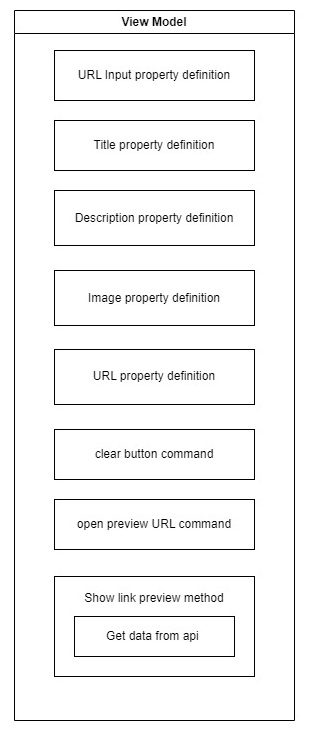 View Model
URL Input property definition
Title property definition
Description property definition
Image property definition
URL property definition
clear button command
open preview URL command
Show link preview method
Get data from api